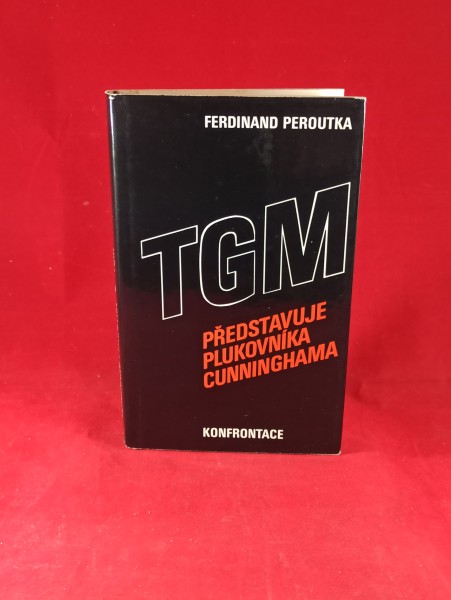 FERDINAND PEROUTKA
TGM
PŘEDSTAVUJE
PLUKOVNÍKA
CUNNINGHAMA
KONFRONTACE